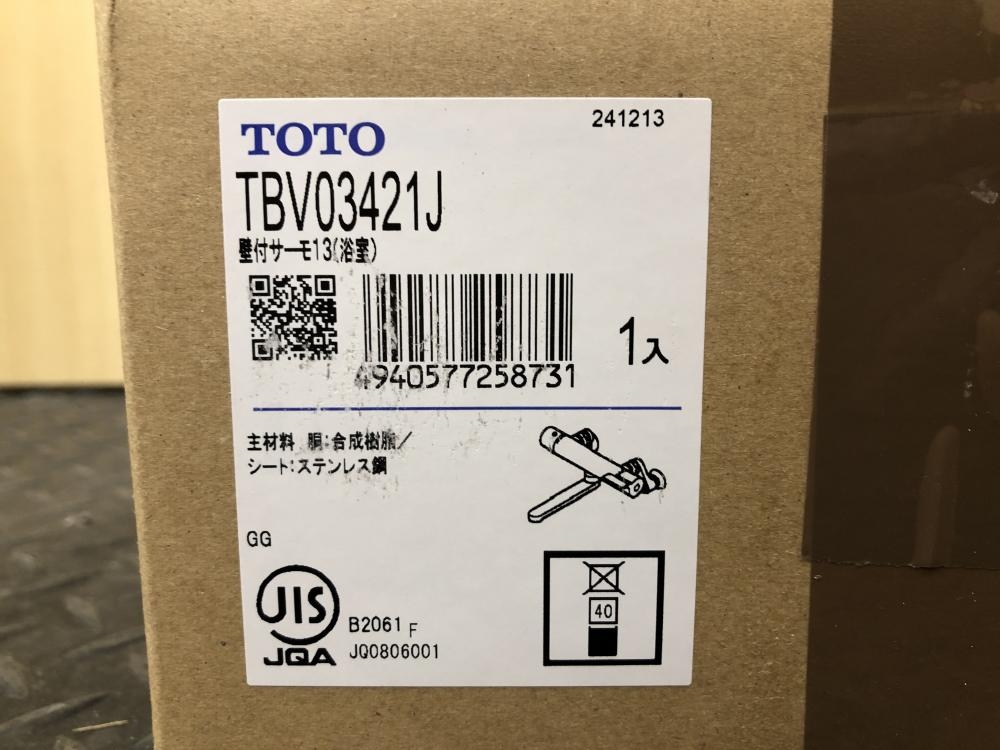 241213
TOTO
TBV03421J
壁付サーモ13(浴室)
1入
4940577258731
主材料 胴:合成樹脂/
シート:ステンレス鋼
GG
JIS
JQA
B2061 F
JQ0806001
40